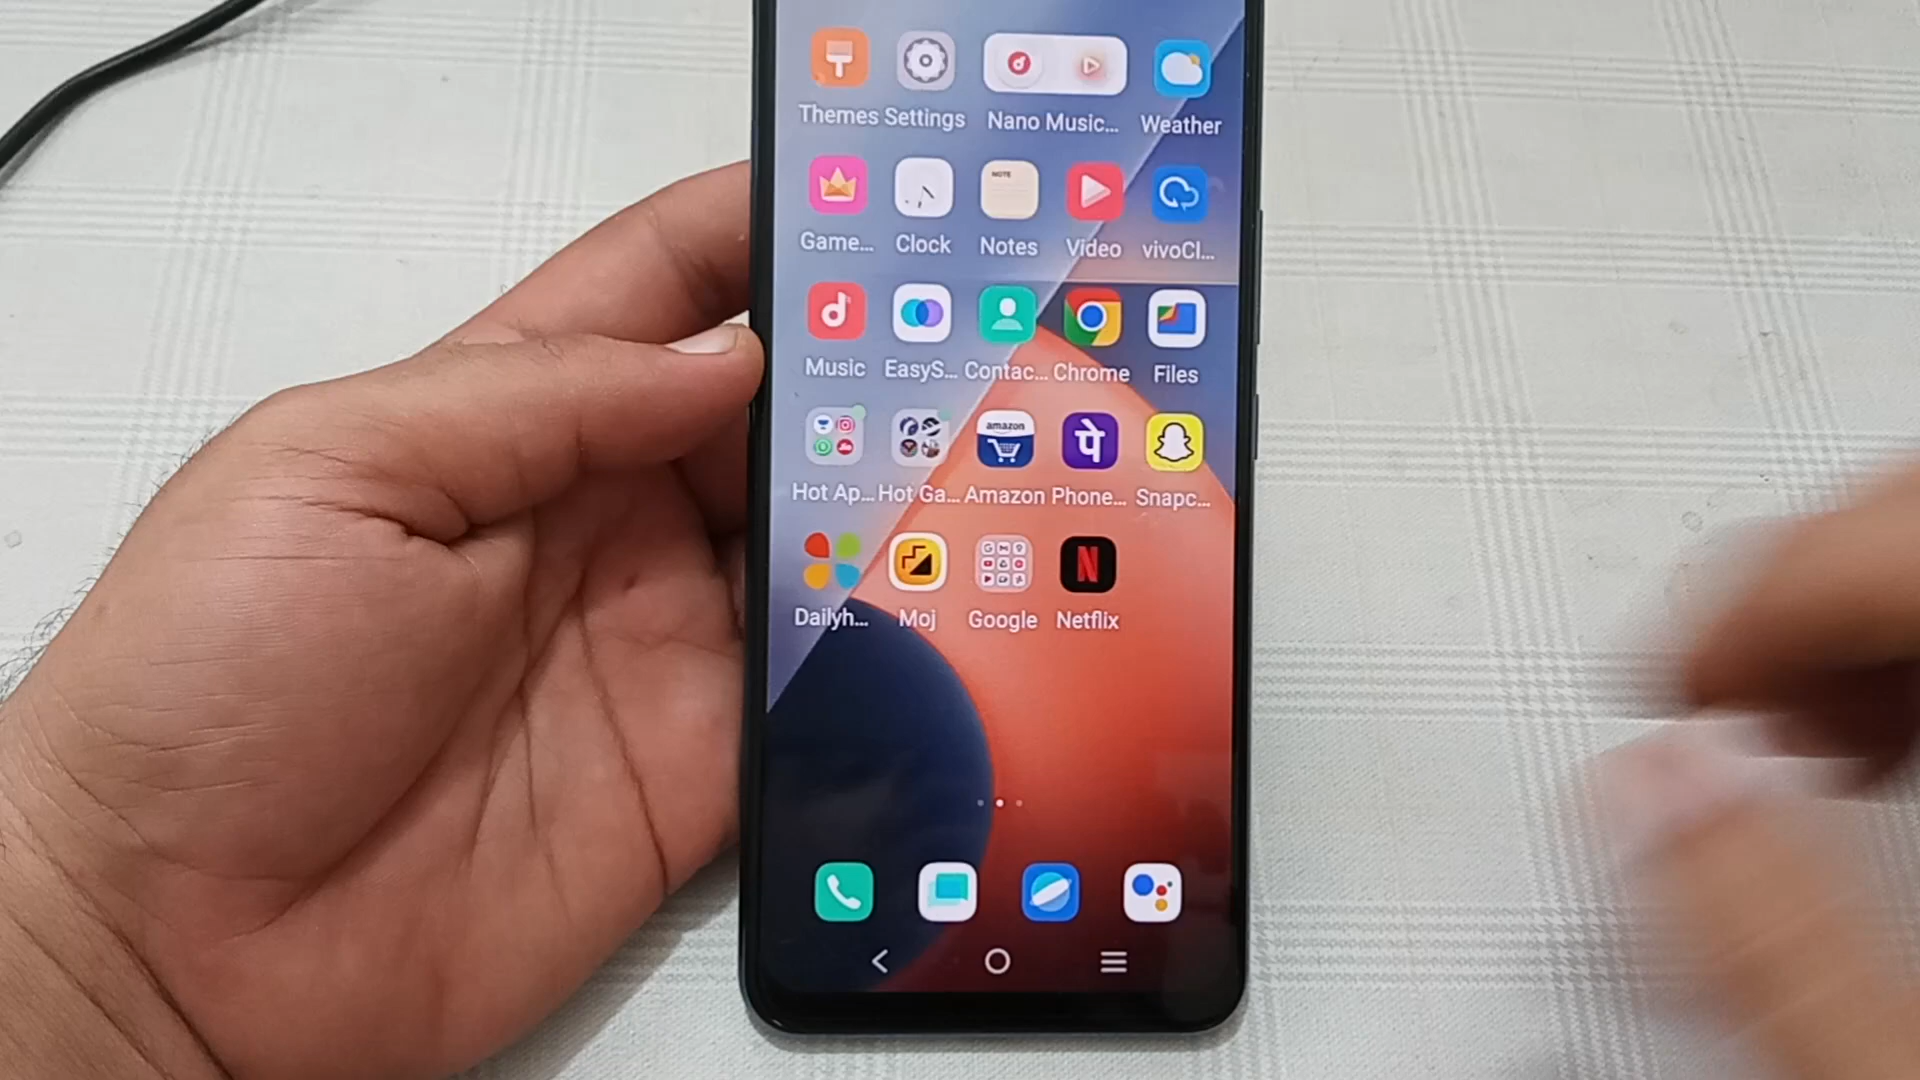 Themes Settings Nano Music... Weather
NOTE
Game... Clock Notes Video vivoCl...
Music EasyS... Contac... Chrome Files
amazon
पे
Hot Ap... Hot Ga... Amazon Phone... Snapc...
N
Dailyh... Moj Google Netflix